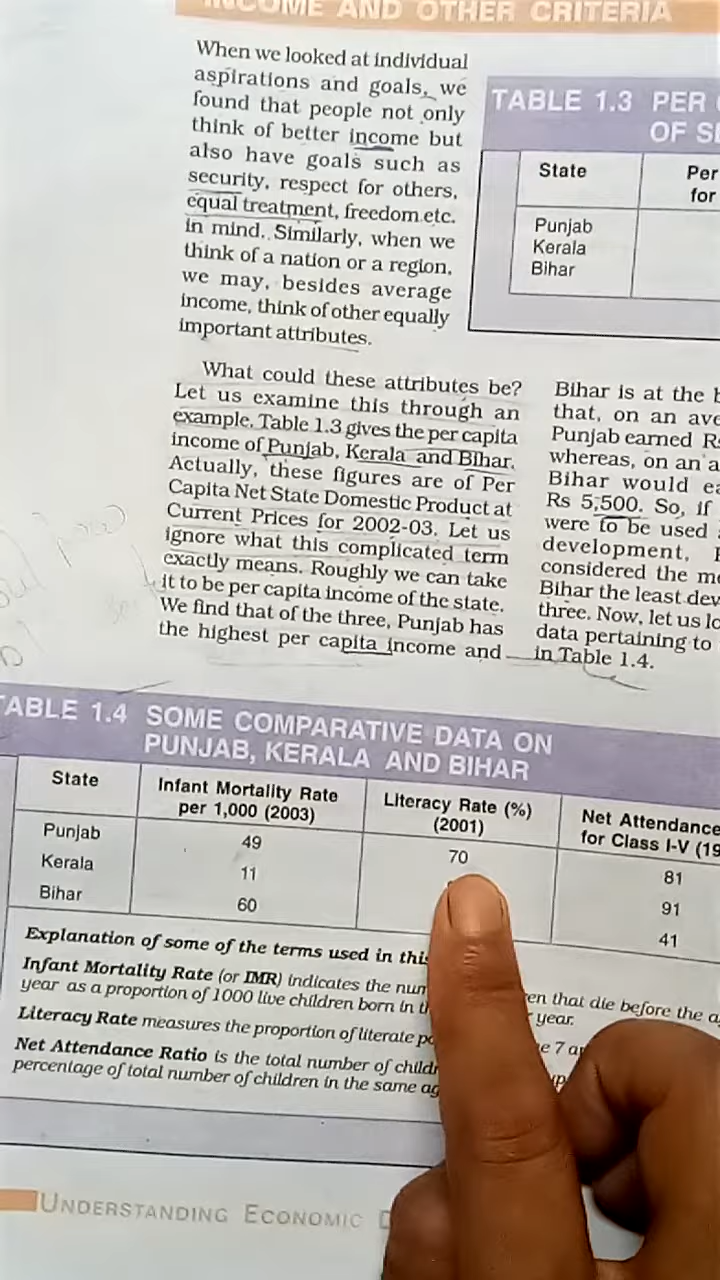 INCOME AND OTHER CRITERIA
When we looked at individual
aspirations and goals, we
found that people not only
think of better income but
also have goals such as
security, respect for others,
equal treatment, freedom etc.
in mind. Similarly, when we
think of a nation or a region,
we may, besides average
income, think of other equally
important attributes.
What could these attributes be?
Let us examine this through an
example. Table 1.3 gives the per capita
income of Punjab, Kerala and Bihar.
Actually, these figures are of Per
Capita Net State Domestic Product at
Current Prices for 2002-03. Let us
ignore what this complicated term
exactly means. Roughly we can take
it to be per capita income of the state.
We find that of the three, Punjab has
the highest per capita income and
TABLE 1.3 PER
OF
State Per
for
Punjab
Kerala
Bihar
Bihar is at the
that, on an
Punjab earned
whereas, on an
Bihar would
Rs 5,500. So, if
were to be used
development,
considered the
Bihar the least
three. Now, let us
data pertaining to
in Table 1.4.
TABLE 1.4 SOME COMPARATIVE DATA ON
PUNJAB, KERALA AND BIHAR
State Infant Mortality Rate per 1,000 (2003) Literacy Rate (%) (2001) Net Attendance for Class I-V
Punjab 49 70 81
Kerala 11 91
Bihar 60 41
Explanation of some of the terms used in
Infant Mortality Rate (or IMR) indicates the that die before the
year as a proportion of 1000 live children born in year.
Literacy Rate measures the proportion of literate 7
Net Attendance Ratio is the total number of
percentage of total number of children in the same
UNDERSTANDING ECONOMIC